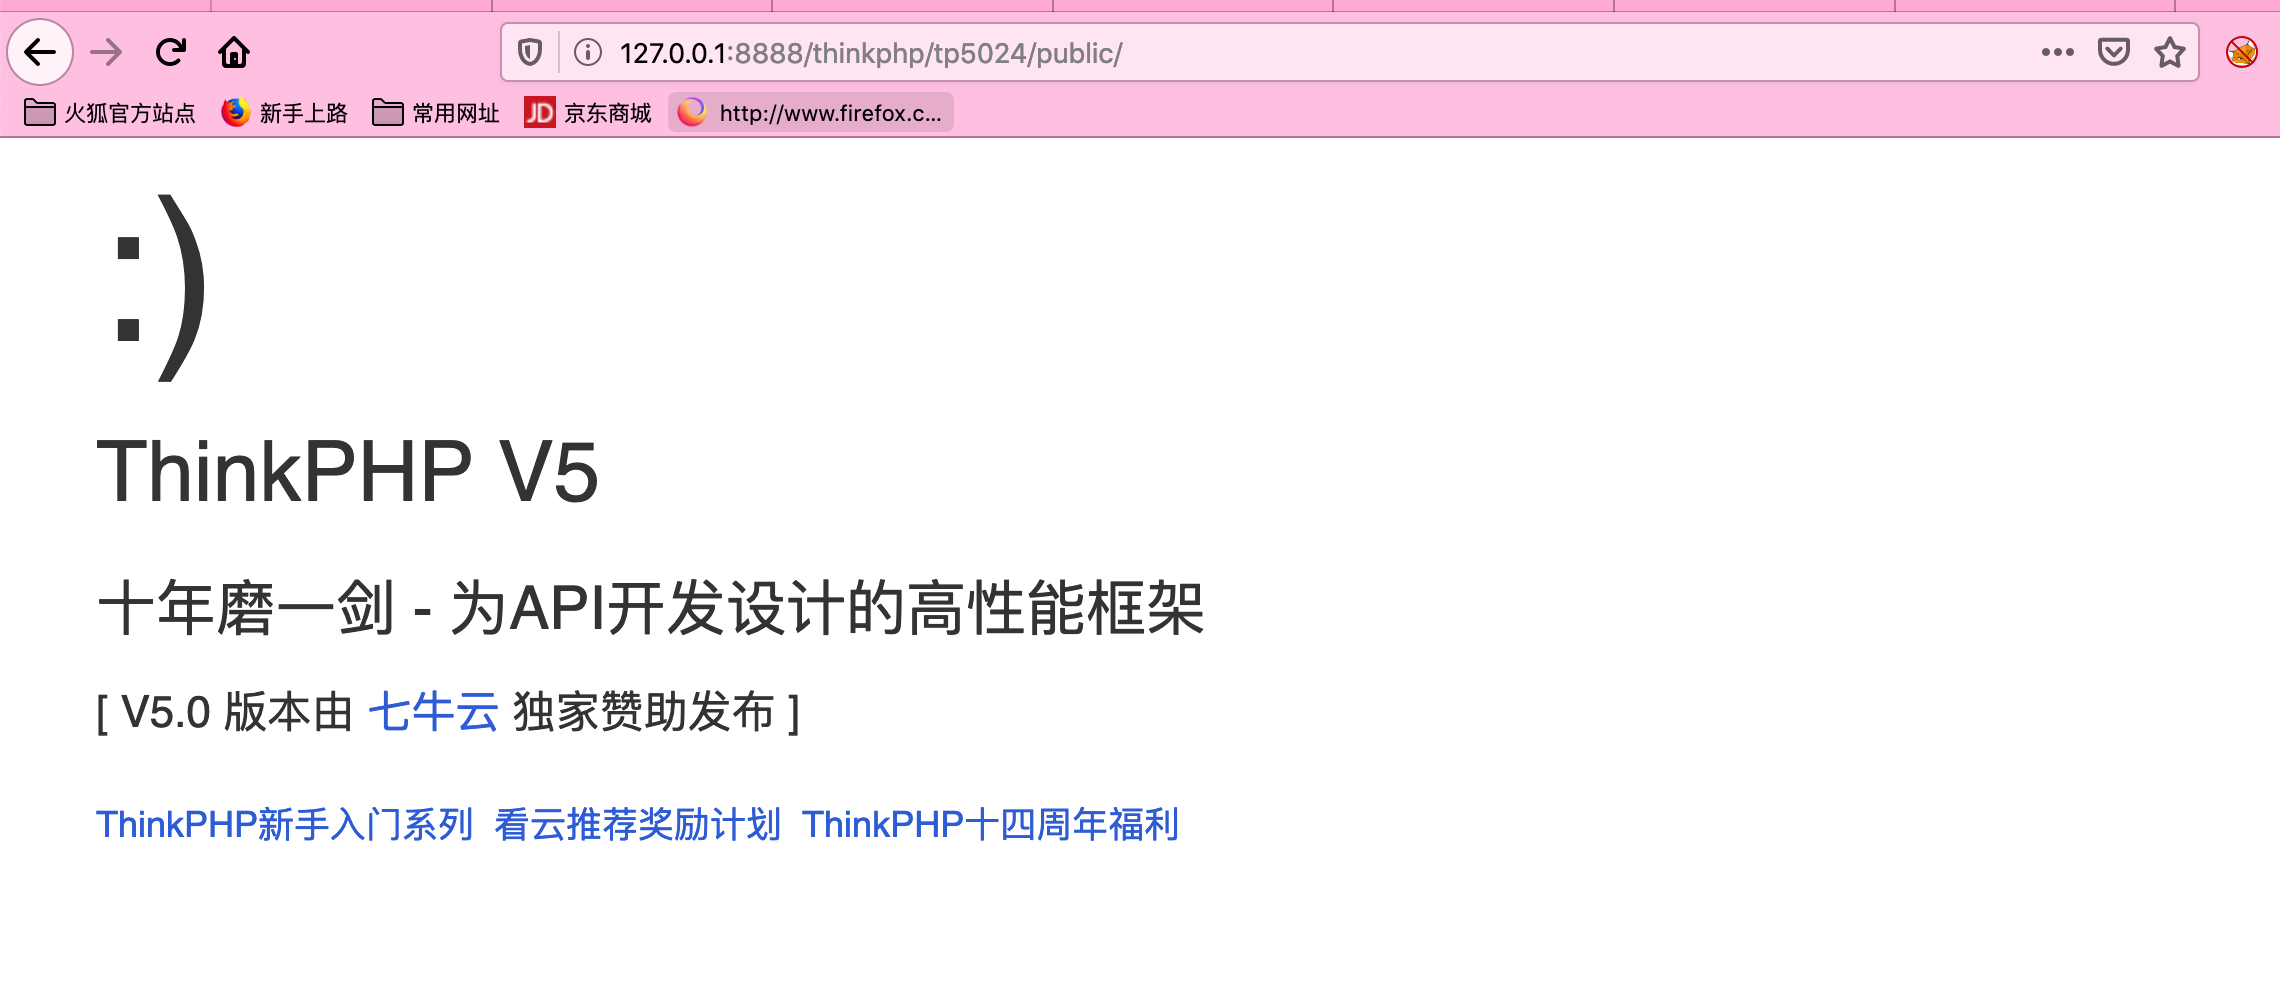 127.0.0.1:8888/thinkphp/tp5024/public/
火狐官方站点 新手上路 常用网址 JD 京东商城 http://www.firefox.c...
:)
ThinkPHP V5
十年磨一剑 - 为API开发设计的高性能框架
[ V5.0 版本由 七牛云 独家赞助发布 ]
ThinkPHP新手入门系列 看云推荐奖励计划 ThinkPHP十四周年福利